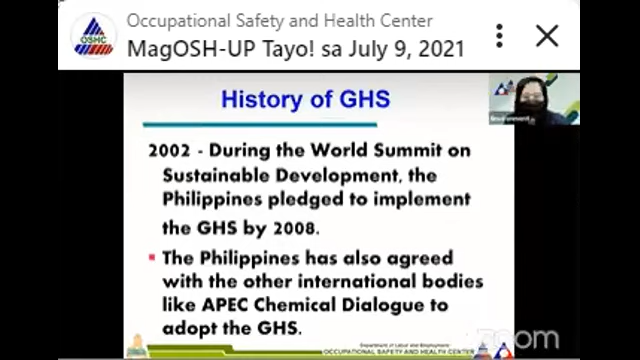 Occupational Safety and Health Center
MagOSH-UP Tayo! sa July 9, 2021
OSHC
History of GHS
2002 - During the World Summit on
Sustainable Development, the
Philippines pledged to implement
the GHS by 2008.
The Philippines has also agreed
with the other international bodies
like APEC Chemical Dialogue to
adopt the GHS.
Department of Labor and Employment
OCCUPATIONAL SAFETY AND HEALTH CENTER
zoom